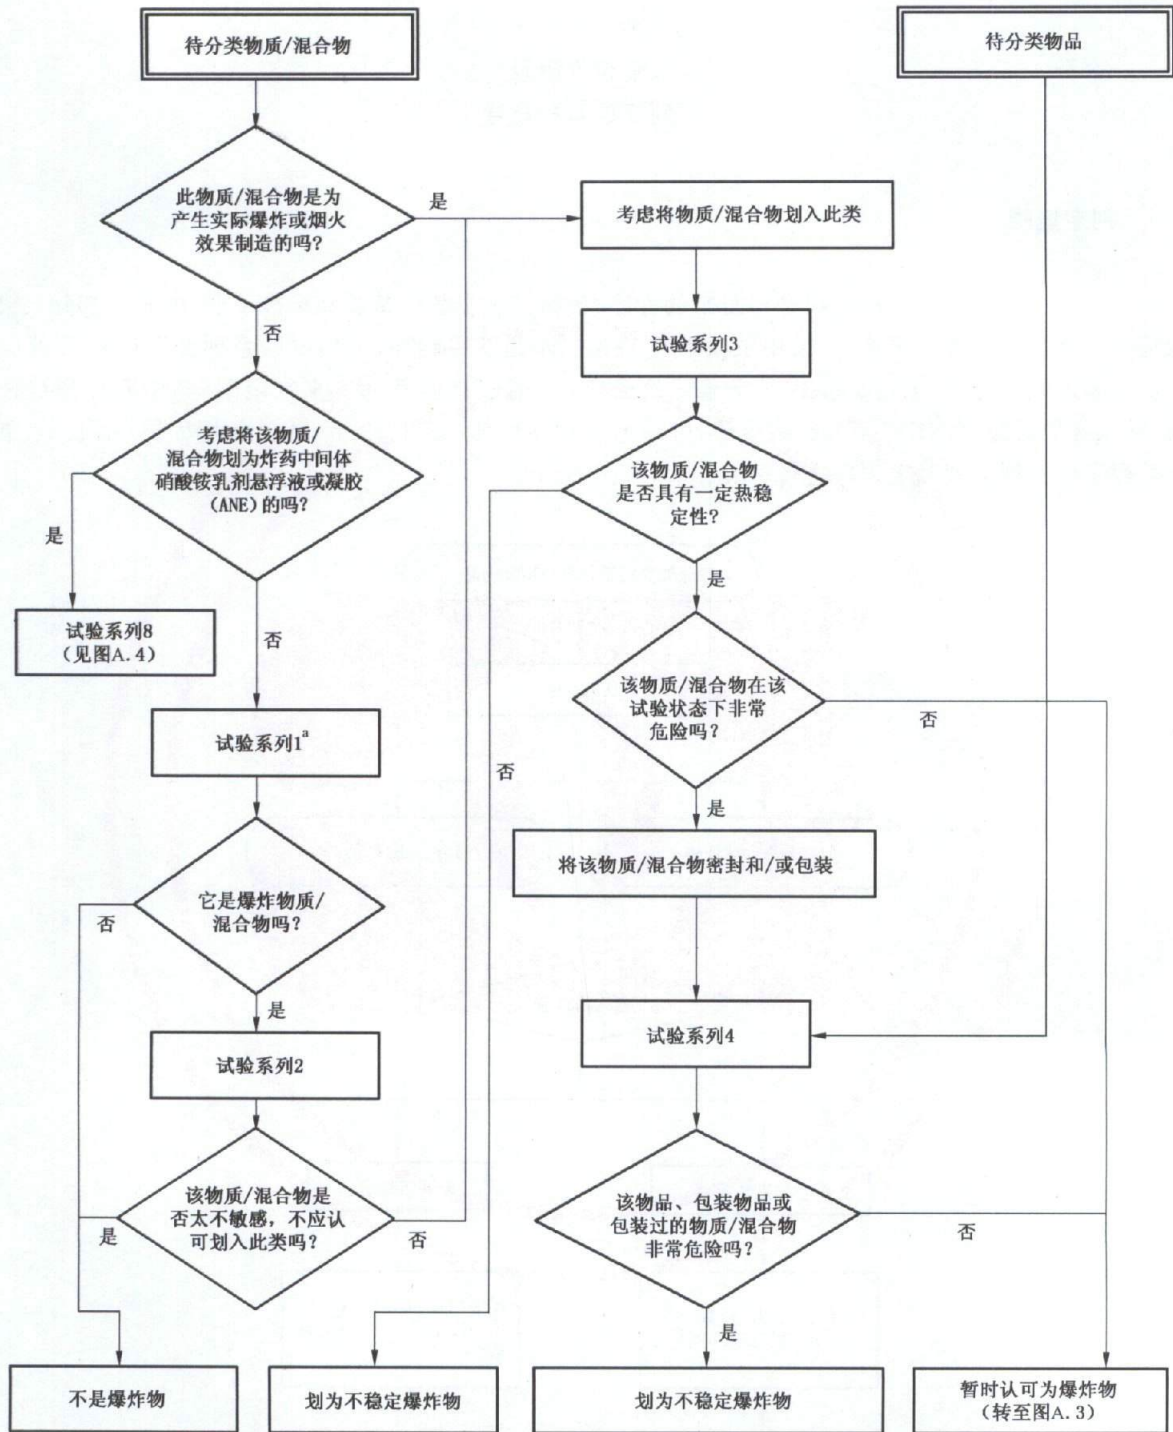 待分类物质/混合物
待分类物品
此物质/混合物是为
产生实际爆炸或烟火
效果制造的吗？
是
考虑将物质/混合物划入此类
否
试验系列3
考虑将该物质/
混合物划为炸药中间体
硝酸铵乳剂悬浮液或凝胶
（ANE）的吗？
是
该物质/混合物
是否具有一定热稳
定性？
是
试验系列8
（见图A.4）
否
该物质/混合物在该
试验状态下非常
危险吗？
否
试验系列1a
否
是
将该物质/混合物密封和/或包装
它是爆炸物质/
混合物吗？
否
是
试验系列2
试验系列4
该物质/混合物是
否太不敏感，不应认
可划入此类吗？
是
否
该物品、包装物品或
包装过的物质/混合物
非常危险吗？
否
是
不是爆炸物
划为不稳定爆炸物
划为不稳定爆炸物
暂时认可为爆炸物
（转至图A.3）